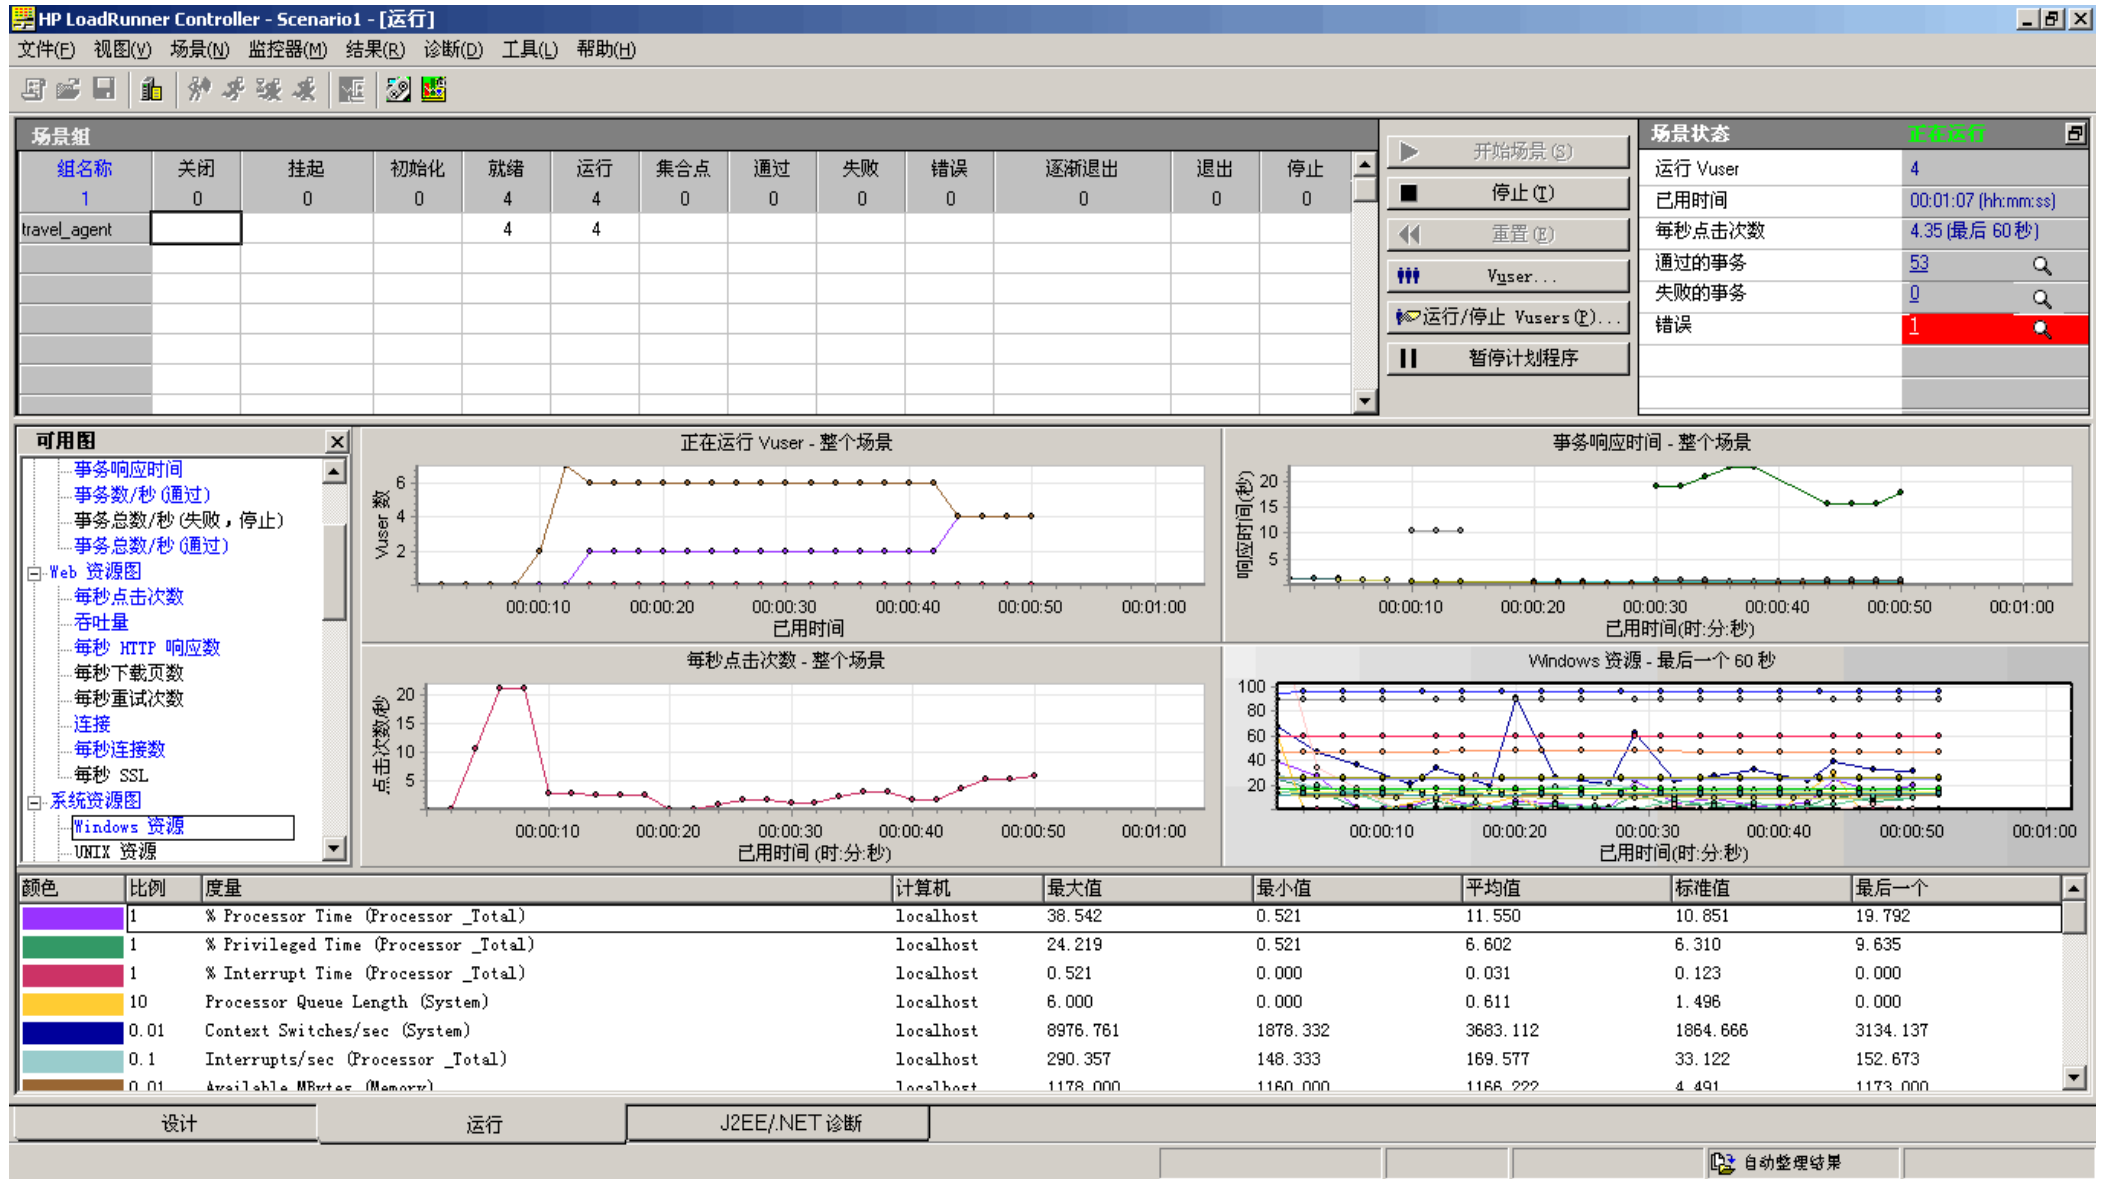 HP LoadRunner Controller - Scenario1 - [运行]
文件(F) 视图(V) 场景(N) 监控器(M) 结果(R) 诊断(D) 工具(L) 帮助(H)
场景组
组名称 关闭 挂起 初始化 就绪 运行 集合点 通过 失败 错误 逐渐退出 退出 停止
1 0 0 0 4 4 0 0 0 0 0 0 0
travel_agent 4 4
开始场景(S)
停止(T)
重置(E)
Vuser...
运行/停止 Vusers(P)...
暂停计划程序
场景状态 正在运行
运行 Vuser 4
已用时间 00:01:07 (hh:mm:ss)
每秒点击次数 4.35 (最后 60 秒)
通过的事务 53
失败的事务 0
错误 1
可用图
事务响应时间
事务数/秒(通过)
事务总数/秒(失败,停止)
事务总数/秒(通过)
Web 资源图
每秒点击次数
吞吐量
每秒 HTTP 响应数
每秒下载页数
每秒重试次数
连接
每秒连接数
每秒 SSL
系统资源图
Windows 资源
UNIX 资源
正在运行 Vuser - 整个场景
Vuser 数
6
4
2
00:00:10 00:00:20 00:00:30 00:00:40 00:00:50 00:01:00
已用时间
事务响应时间 - 整个场景
响应时间(秒)
20
15
10
5
00:00:10 00:00:20 00:00:30 00:00:40 00:00:50 00:01:00
已用时间(时:分:秒)
每秒点击次数 - 整个场景
点击次数/秒
20
15
10
5
00:00:10 00:00:20 00:00:30 00:00:40 00:00:50 00:01:00
已用时间 (时:分:秒)
Windows 资源 - 最后一个 60 秒
100
80
60
40
20
00:00:10 00:00:20 00:00:30 00:00:40 00:00:50 00:01:00
已用时间(时:分:秒)
颜色 比例 度量 计算机 最大值 最小值 平均值 标准值 最后一个
1 % Processor Time (Processor _Total) localhost 38.542 0.521 11.550 10.851 19.792
1 % Privileged Time (Processor _Total) localhost 24.219 0.521 6.602 6.310 9.635
1 % Interrupt Time (Processor _Total) localhost 0.521 0.000 0.031 0.123 0.000
10 Processor Queue Length (System) localhost 6.000 0.000 0.611 1.496 0.000
0.01 Context Switches/sec (System) localhost 8976.761 1878.332 3683.112 1864.666 3134.137
0.1 Interrupts/sec (Processor _Total) localhost 290.357 148.333 169.577 33.122 152.673
0.01 Available MBytes (Memory) localhost 1178.000 1160.000 1166.222 4.491 1173.000
设计 运行 J2EE/.NET 诊断
自动整理结果